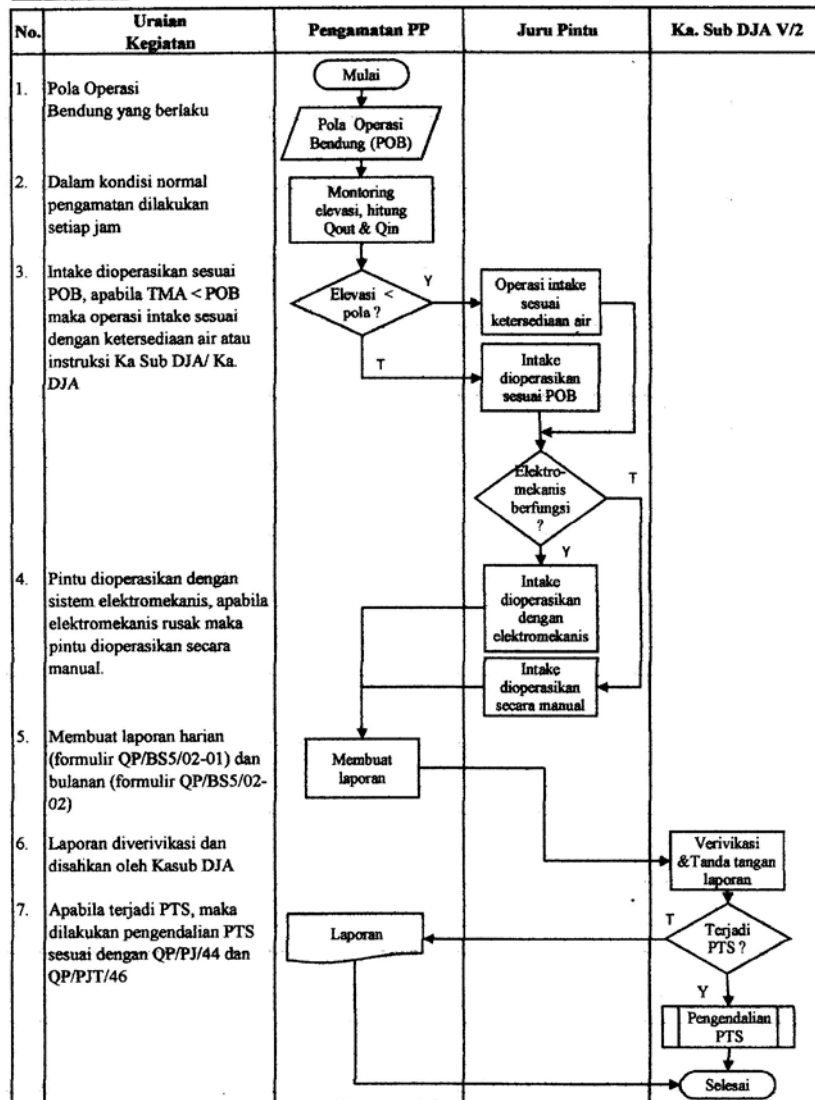 No.
Uraian
Kegiatan
Pengamatan PP
Juru Pintu
Ka. Sub DJA V/2
1.
Pola Operasi
Bendung yang berlaku
Mulai
Pola Operasi
Bendung (POB)
2.
Dalam kondisi normal
pengamatan dilakukan
setiap jam
Montoring
elevasi, hitung
Qout & Qin
3.
Intake dioperasikan sesuai
POB, apabila TMA < POB
maka operasi intake sesuai
dengan ketersediaan air atau
instruksi Ka Sub DJA/ Ka.
DJA
Elevasi <
pola ?
Y
T
Operasi intake
sesuai
ketersediaan air
Intake
dioperasikan
sesuai POB
Elektro-
mekanis
berfungsi
?
T
Y
4.
Pintu dioperasikan dengan
sistem elektromekanis, apabila
elektromekanis rusak maka
pintu dioperasikan secara
manual.
Intake
dioperasikan
dengan
elektromekanis
Intake
dioperasikan
secara manual
5.
Membuat laporan harian
(formulir QP/BS5/02-01) dan
bulanan (formulir QP/BS5/02-
02)
Membuat
laporan
6.
Laporan diverivikasi dan
disahkan oleh Kasub DJA
Verivikasi
&Tanda tangan
laporan
7.
Apabila terjadi PTS, maka
dilakukan pengendalian PTS
sesuai dengan QP/PJ/44 dan
QP/PJT/46
Laporan
T
Terjadi
PTS ?
Y
Pengendalian
PTS
Selesai